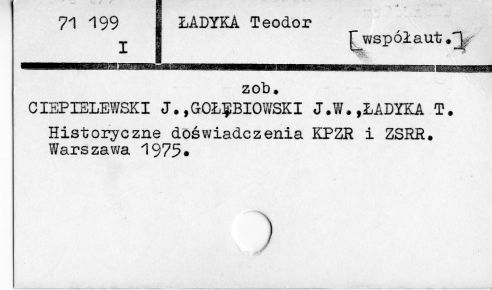 71 199
I
ŁADYKA Teodor
[współaut.]
zob.
CIEPIELEWSKI J.,GOŁĘBIOWSKI J.W.,ŁADYKA T.
Historyczne doświadczenia KPZR i ZSRR.
Warszawa 1975.